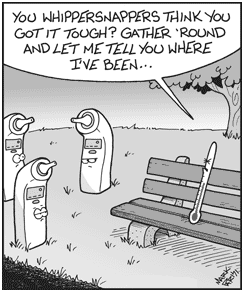 YOU WHIPPERSNAPPERS THINK YOU
GOT IT TOUGH? GATHER 'ROUND
AND LET ME TELL YOU WHERE
I'VE BEEN...